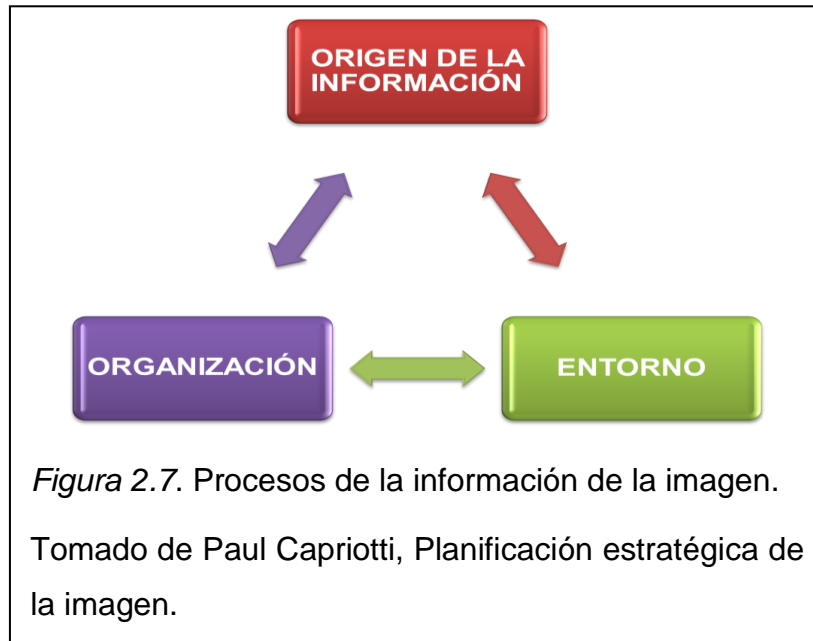 ORIGEN DE LA
INFORMACIÓN
ORGANIZACIÓN
ENTORNO
Figura 2.7. Procesos de la información de la imagen.
Tomado de Paul Capriotti, Planificación estratégica de
la imagen.